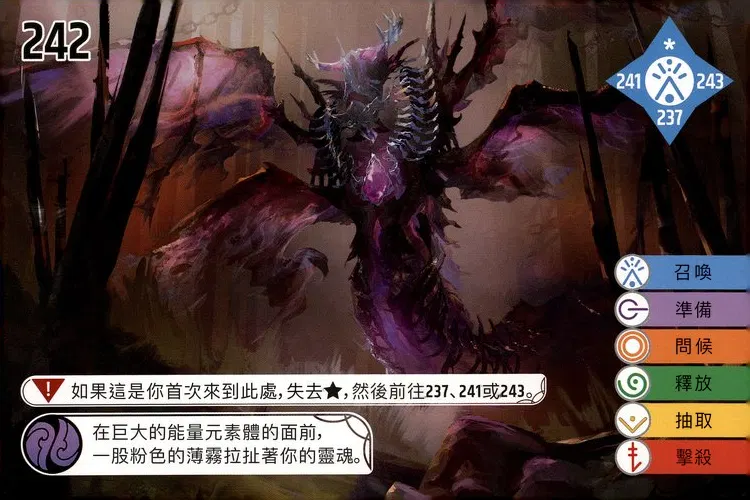 242
*
241
243
237
召喚
準備
問候
釋放
抽取
擊殺
! 如果這是你首次來到此處,失去★,然後前往237、241或243。
在巨大的能量元素體的面前,
一股粉色的薄霧拉扯著你的靈魂。